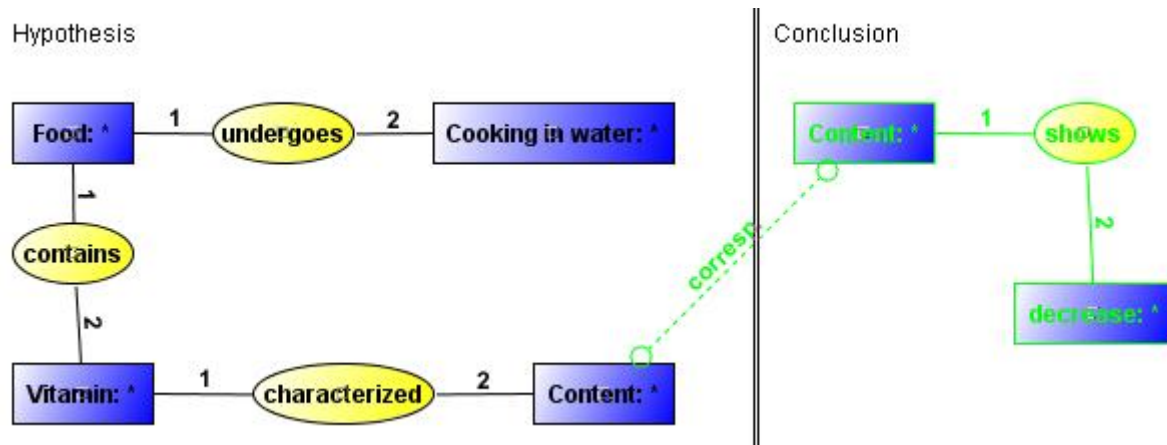 Hypothesis
Conclusion
Food: *
1
undergoes
2
Cooking in water: *
Content: *
1
shows
1
contains
2
corresp.
2
decrease: *
Vitamin: *
1
characterized
2
Content: *